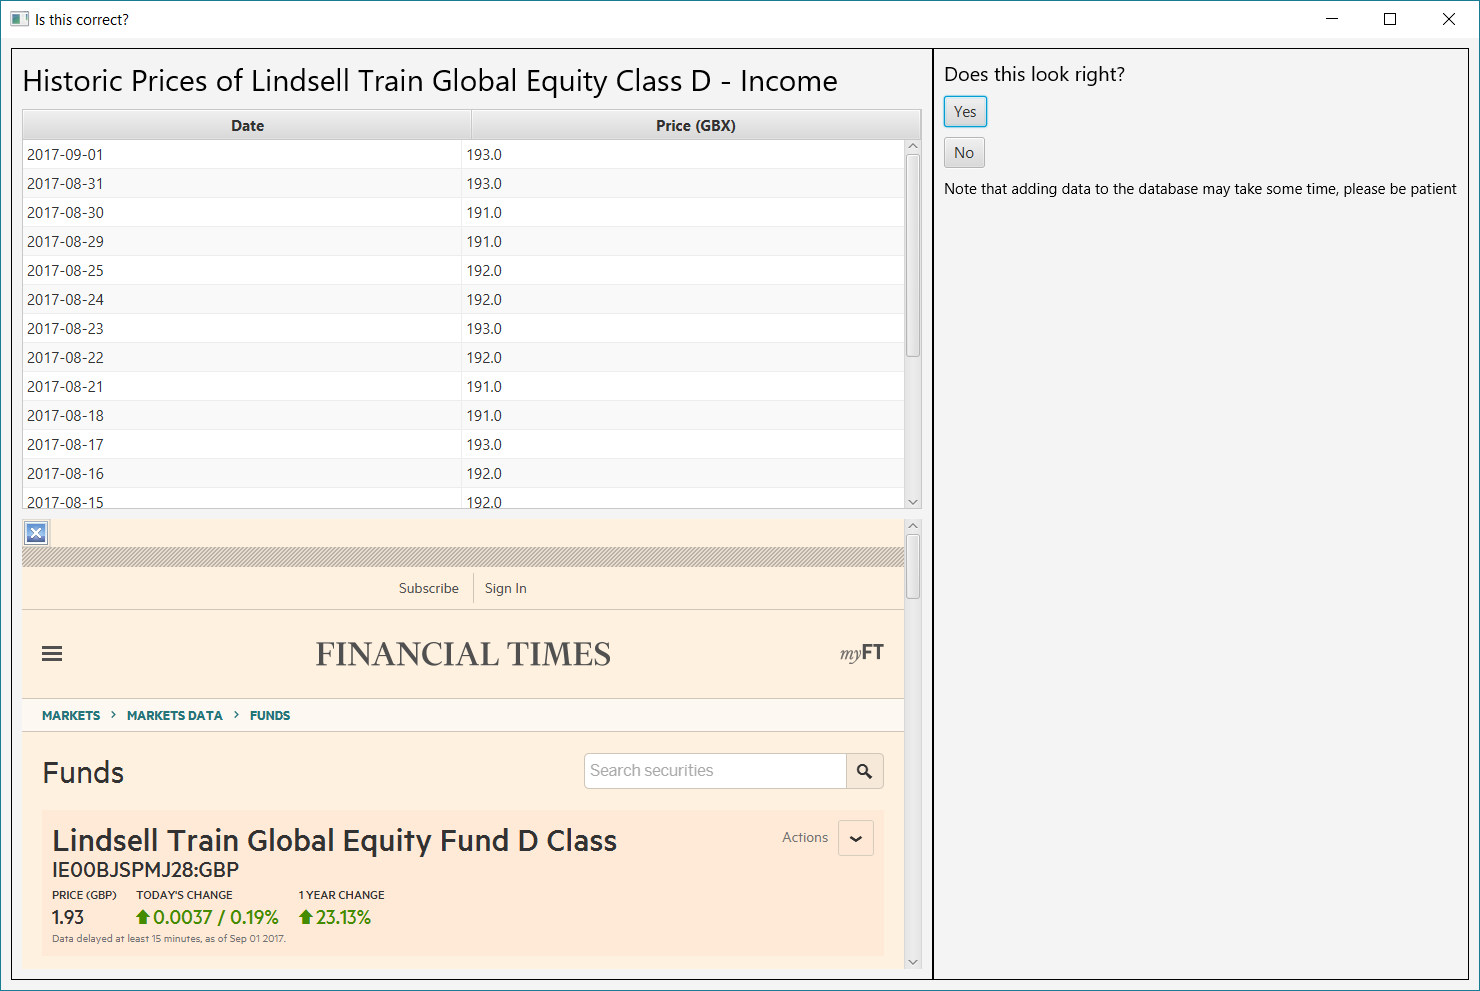 Is this correct?
Historic Prices of Lindsell Train Global Equity Class D - Income
Date Price (GBX)
2017-09-01 193.0
2017-08-31 193.0
2017-08-30 191.0
2017-08-29 191.0
2017-08-25 192.0
2017-08-24 192.0
2017-08-23 193.0
2017-08-22 192.0
2017-08-21 191.0
2017-08-18 191.0
2017-08-17 193.0
2017-08-16 192.0
2017-08-15 192.0
Subscribe Sign In
FINANCIAL TIMES
myFT
MARKETS > MARKETS DATA > FUNDS
Funds
Search securities
Lindsell Train Global Equity Fund D Class
Actions
IE00BJSPMJ28:GBP
PRICE (GBP) TODAY'S CHANGE 1 YEAR CHANGE
1.93 0.0037 / 0.19% 23.13%
Data delayed at least 15 minutes, as of Sep 01 2017.
Does this look right?
Yes
No
Note that adding data to the database may take some time, please be patient